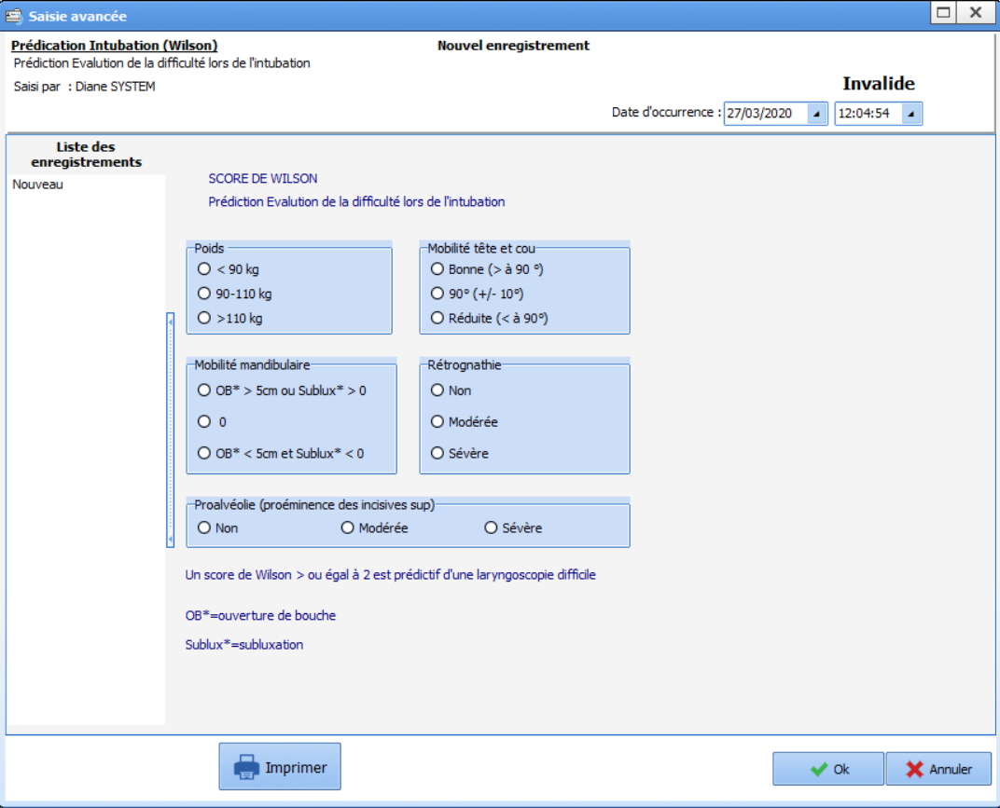 Saisie avancée
Prédication Intubation (Wilson)
Nouvel enregistrement
Prédiction Evalution de la difficulté lors de l'intubation
Saisi par : Diane SYSTEM
Invalide
Date d'occurrence : 27/03/2020 12:04:54
Liste des
enregistrements
Nouveau
SCORE DE WILSON
Prédiction Evalution de la difficulté lors de l'intubation
Poids
< 90 kg
90-110 kg
>110 kg
Mobilité tête et cou
Bonne (> à 90 °)
90° (+/- 10°)
Réduite (< à 90°)
Mobilité mandibulaire
OB* > 5cm ou Sublux* > 0
0
OB* < 5cm et Sublux* < 0
Rétrognathie
Non
Modérée
Sévère
Proalvéolie (proéminence des incisives sup)
Non Modérée Sévère
Un score de Wilson > ou égal à 2 est prédictif d'une laryngoscopie difficile
OB*=ouverture de bouche
Sublux*=subluxation
Imprimer
Ok
Annuler